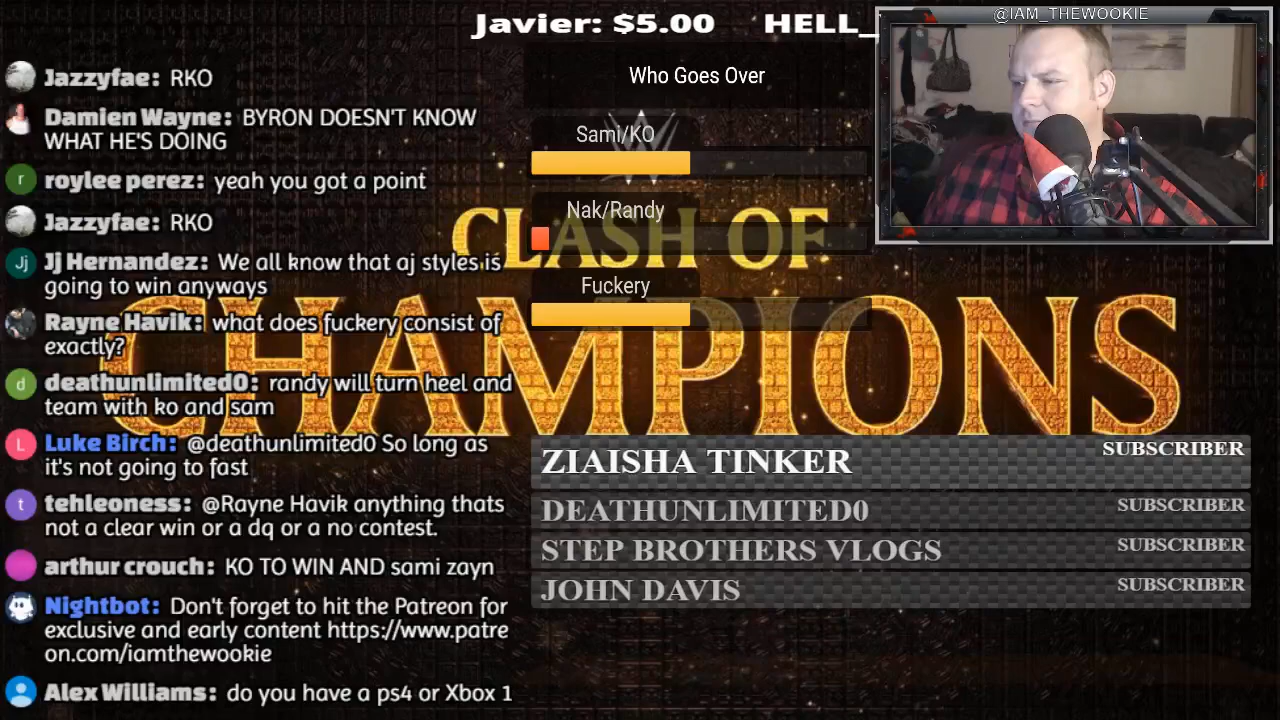 Javier: $5.00 HELL_
@IAM_THEWOOKIE
Jazzyfae: RKO
Damien Wayne: BYRON DOESN'T KNOW
WHAT HE'S DOING
roylee perez: yeah you got a point
Jazzyfae: RKO
Jj Hernandez: We all know that aj styles is
going to win anyways
Rayne Havik: what does fuckery consist of
exactly?
deathunlimited0: randy will turn heel and
team with ko and sam
Luke Birch: @deathunlimited0 So long as
it's not going to fast
tehleoness: @Rayne Havik anything thats
not a clear win or a dq or a no contest.
arthur crouch: KO TO WIN AND sami zayn
Nightbot: Don't forget to hit the Patreon for
exclusive and early content https://www.patre
on.com/iamthewookie
Alex Williams: do you have a ps4 or Xbox 1
Who Goes Over
Sami/KO
Nak/Randy
Fuckery
CLASH OF
CHAMPIONS
ZIAISHA TINKER SUBSCRIBER
DEATHUNLIMITED0 SUBSCRIBER
STEP BROTHERS VLOGS SUBSCRIBER
JOHN DAVIS SUBSCRIBER